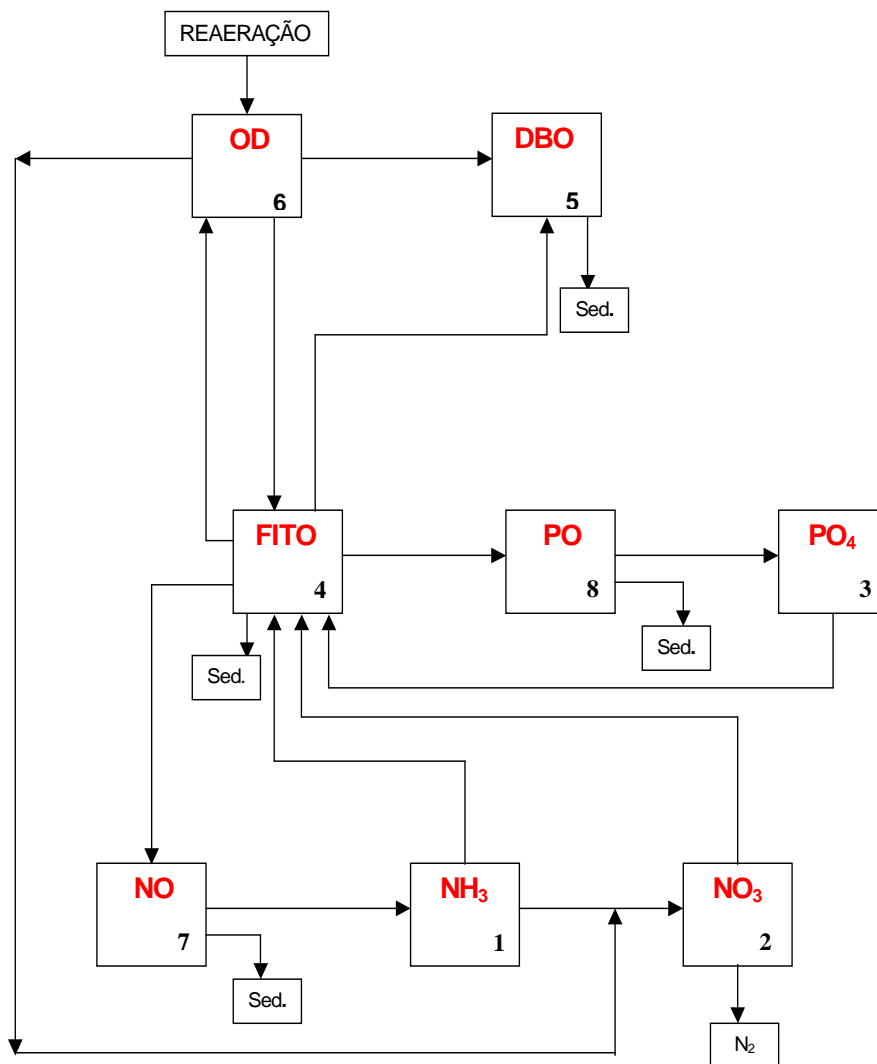 REAERAÇÃO
OD
6
DBO
5
Sed.
FITO
4
PO
8
PO₄
3
Sed.
Sed.
NO
7
NH₃
1
NO₃
2
Sed.
N₂